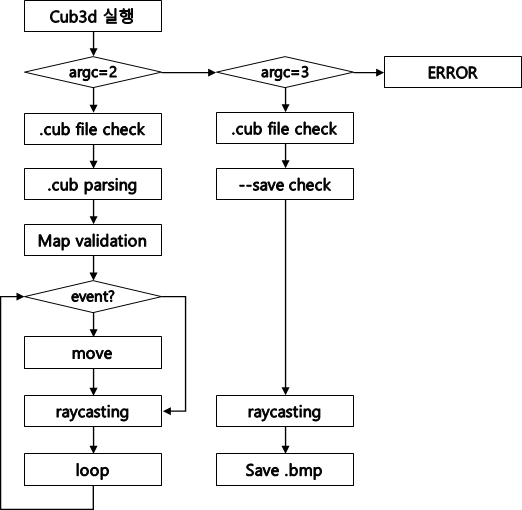 Cub3d 실행
argc=2
argc=3
ERROR
.cub file check
.cub file check
.cub parsing
--save check
Map validation
event?
move
raycasting
raycasting
loop
Save .bmp